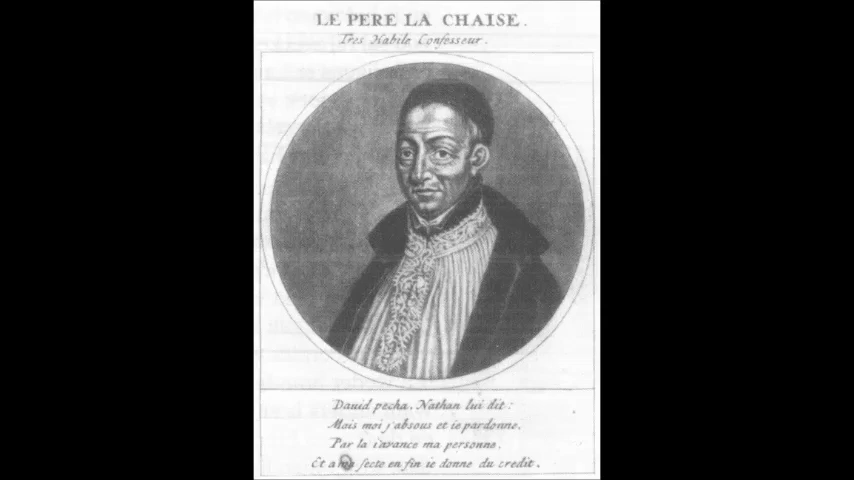 LE PERE LA CHAISE.
Tres Habile Confesseur.
Dauid pecha, Nathan lui dit:
Mais moi j'absous et ie pardonne,
Par la i'avance ma personne.
Et a ma secte en fin ie donne du credit.